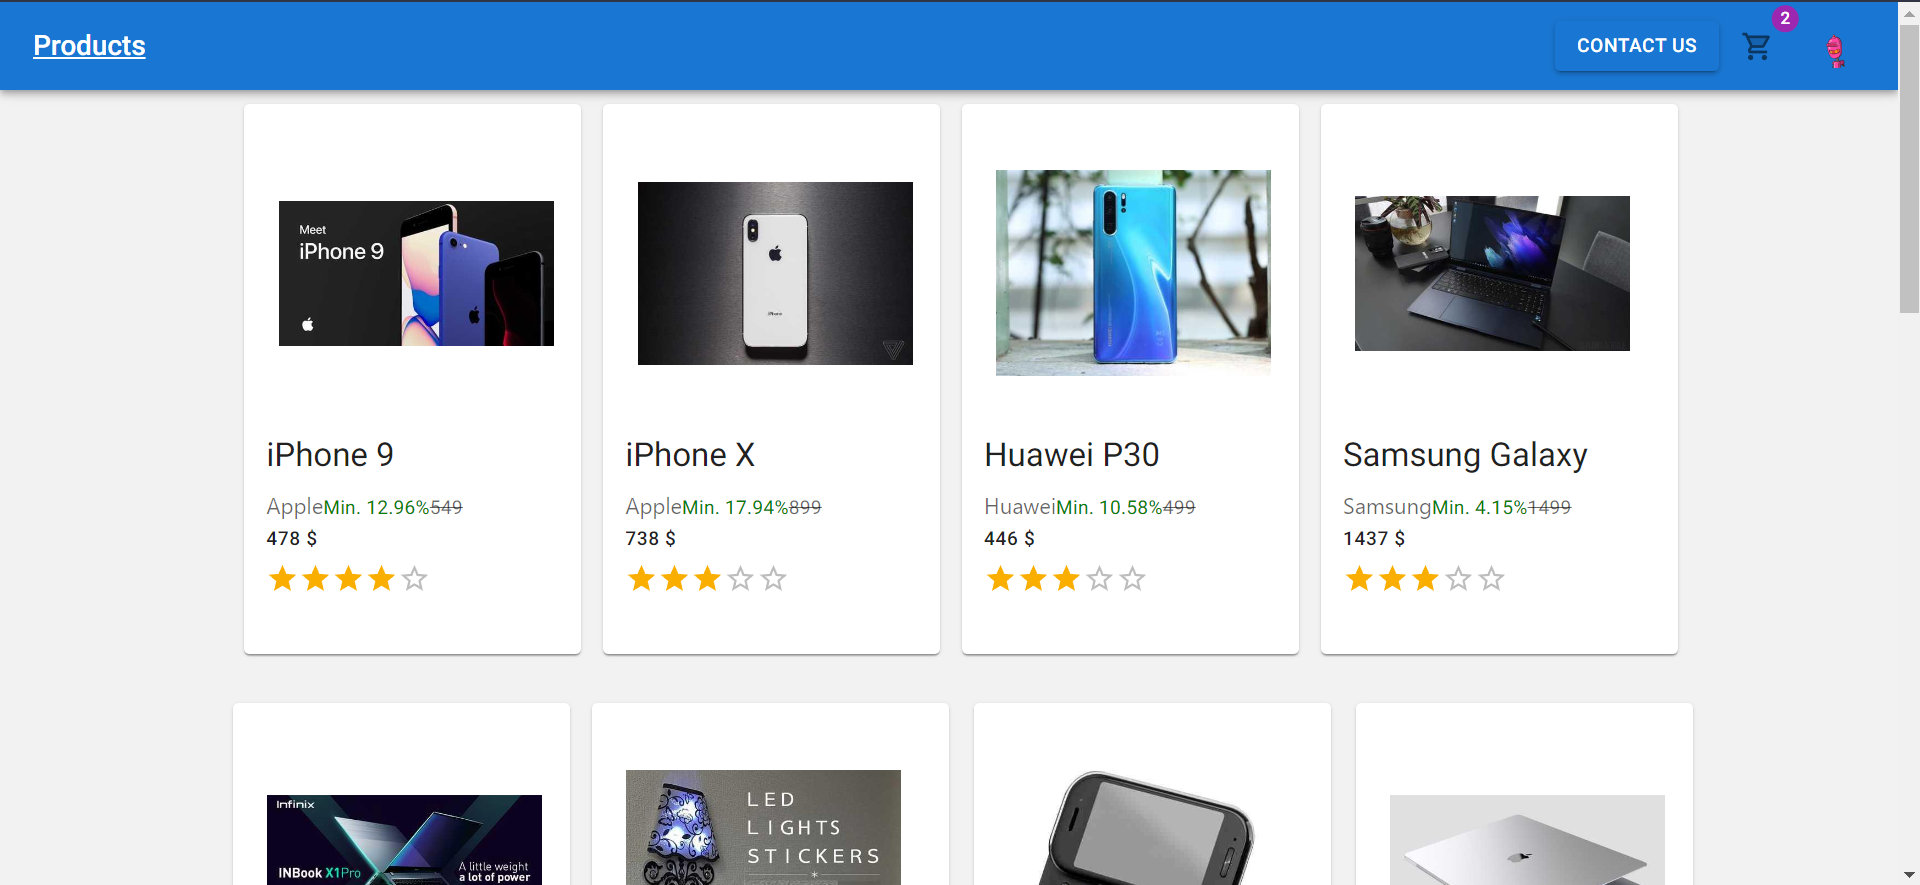 Products
CONTACT US
2
Meet
iPhone 9
iPhone
iPhone 9
AppleMin. 12.96%549
478 $
iPhone X
AppleMin. 17.94%899
738 $
Huawei P30
HuaweiMin. 10.58%499
446 $
Samsung Galaxy
SamsungMin. 4.15%1499
1437 $
Infinix
INBook X1Pro
A little weight
a lot of power
LED
LIGHTS
STICKERS